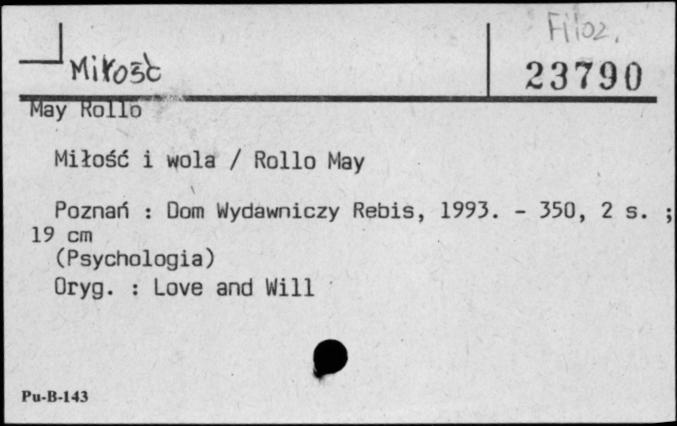 Filoz.
Miłość
23790
May Rollo
Miłość i wola / Rollo May
Poznań : Dom Wydawniczy Rebis, 1993. - 350, 2 s. ;
19 cm
(Psychologia)
Oryg. : Love and Will
Pu-B-143